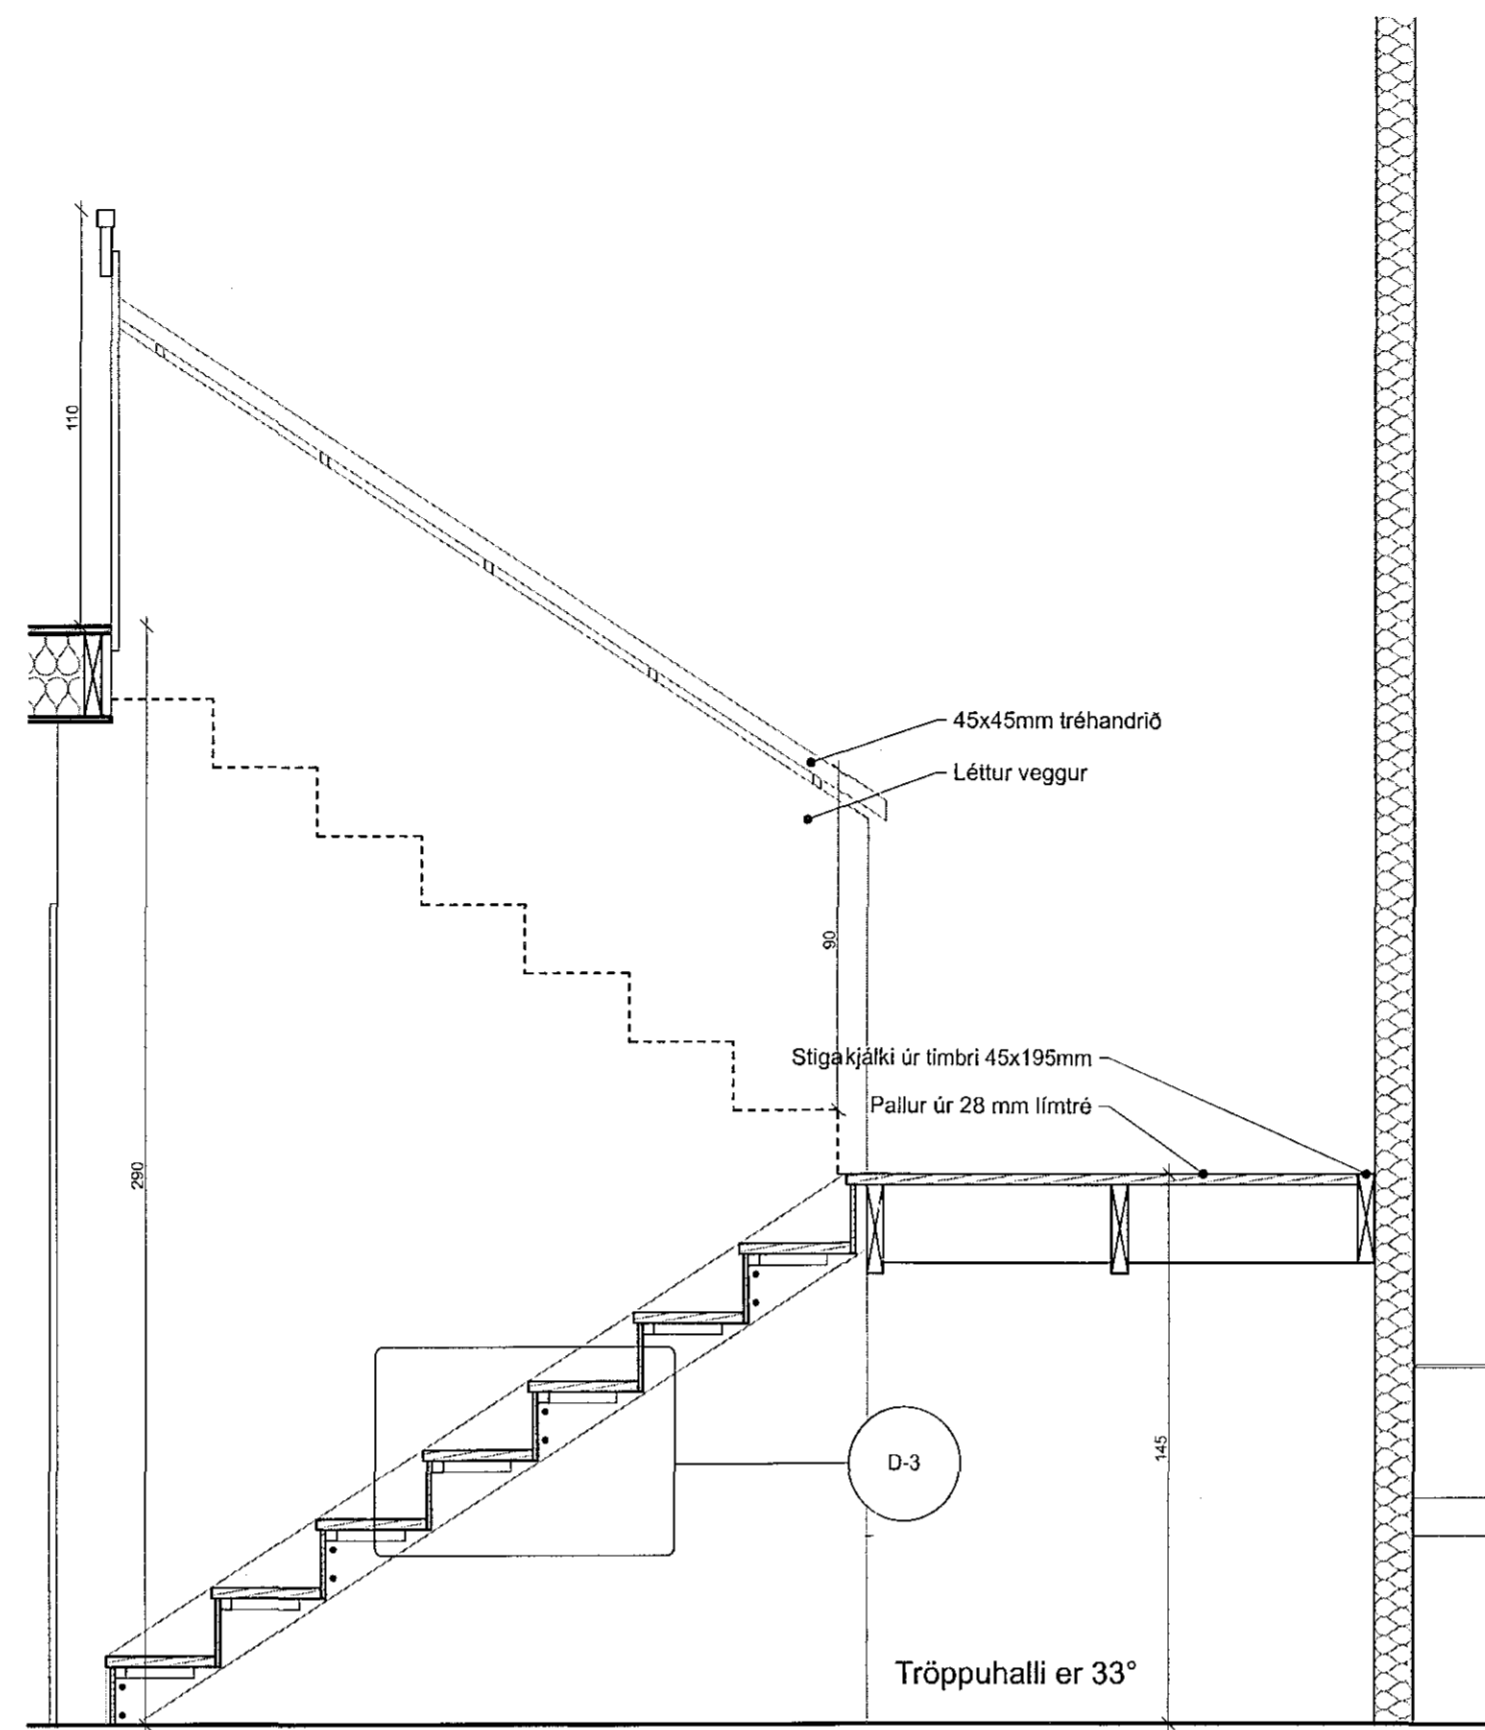 110
45x45mm tréhandrið
Léttur veggur
90
Stigakjálki úr timbri 45x195mm
Pallur úr 28 mm límtré
290
145
D-3
Tröppuhalli er 33°